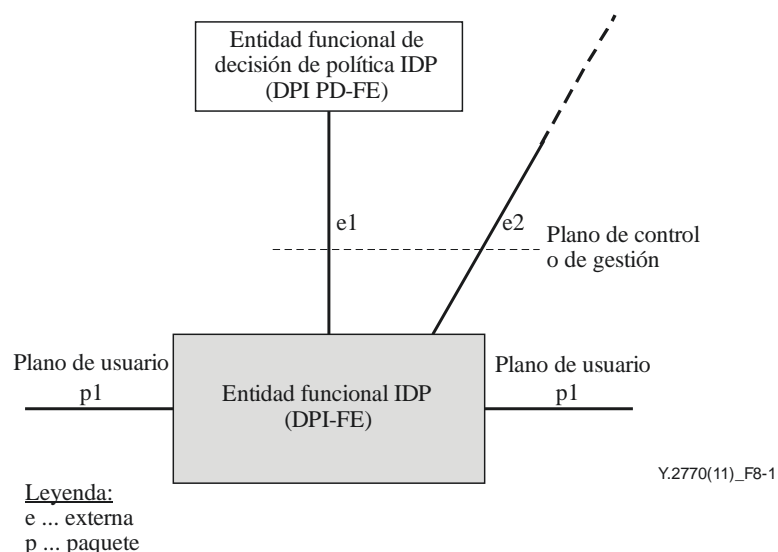 Entidad funcional de
decisión de política IDP
(DPI PD-FE)
e1
e2
Plano de control
o de gestión
Plano de usuario
p1
Entidad funcional IDP
(DPI-FE)
Plano de usuario
p1
Y.2770(11)_F8-1
Leyenda:
e ... externa
p ... paquete